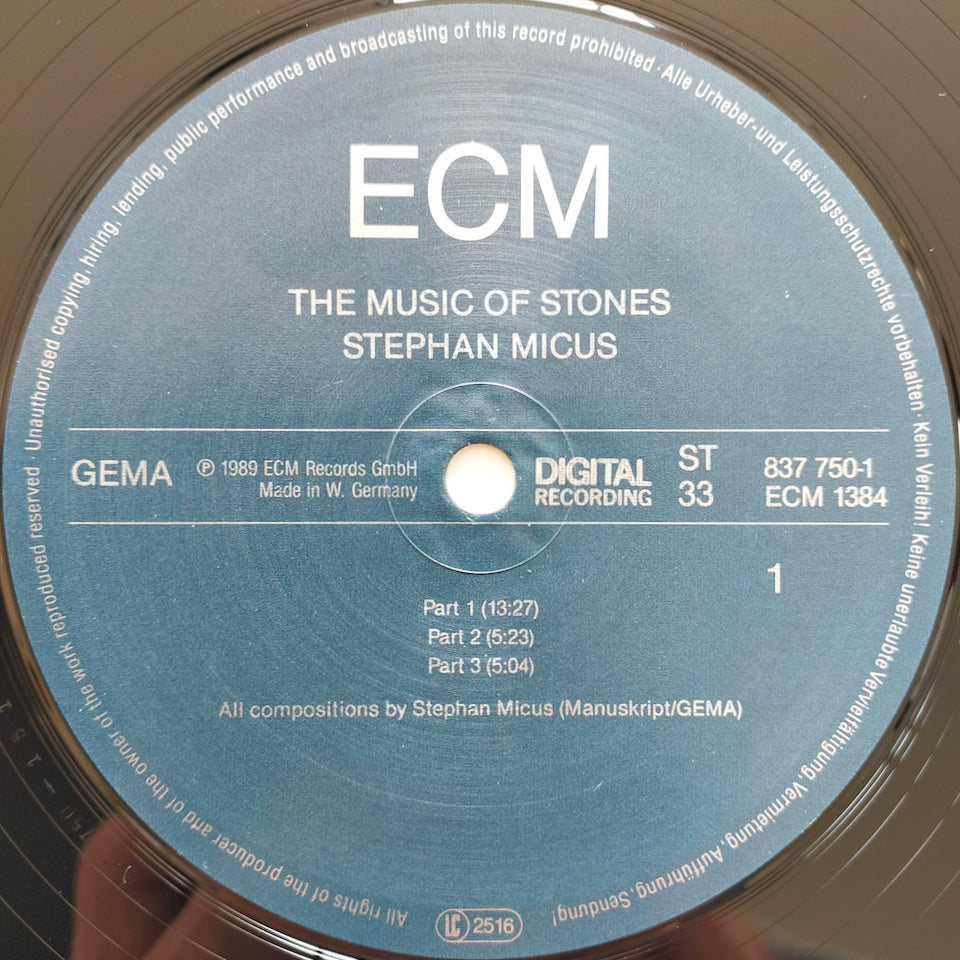 ECM
THE MUSIC OF STONES
STEPHAN MICUS
GEMA
℗ 1989 ECM Records GmbH
Made in W. Germany
DIGITAL
RECORDING
ST
33
837 750-1
ECM 1384
1
Part 1 (13:27)
Part 2 (5:23)
Part 3 (5:04)
All compositions by Stephan Micus (Manuskript/GEMA)
LC 2516
All rights of the producer and of the owner of the work reproduced reserved · Unauthorised copying, hiring, lending, public performance and broadcasting of this record prohibited · Alle Urheber-und Leistungsschutzrechte vorbehalten · Kein Verleih! Keine unerlaubte Vervielfältigung, Vermietung, Aufführung, Sendung!